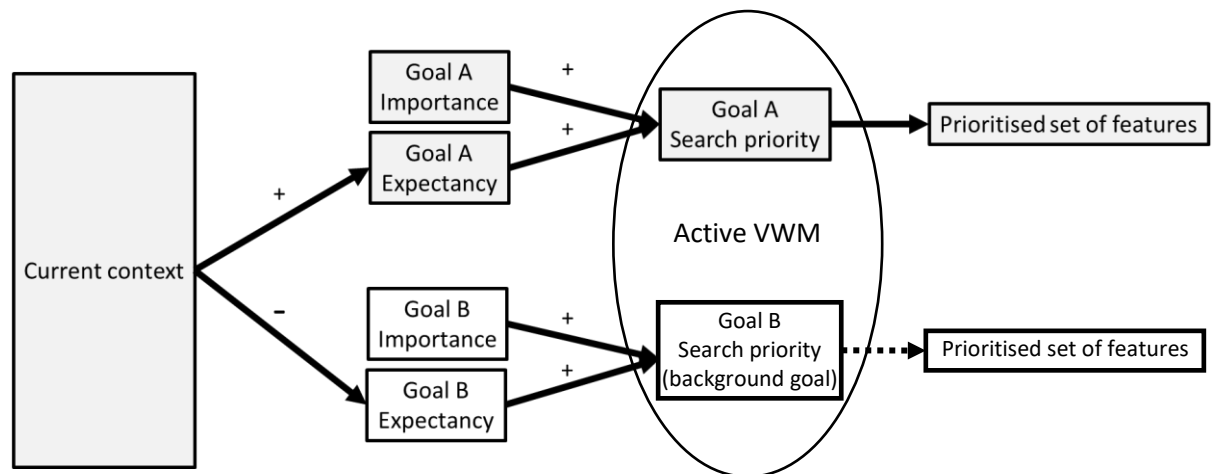 Current context
+
-
Goal A
Importance
Goal A
Expectancy
+
+
Goal A
Search priority
Prioritised set of features
Active VWM
Goal B
Importance
Goal B
Expectancy
+
+
Goal B
Search priority
(background goal)
Prioritised set of features